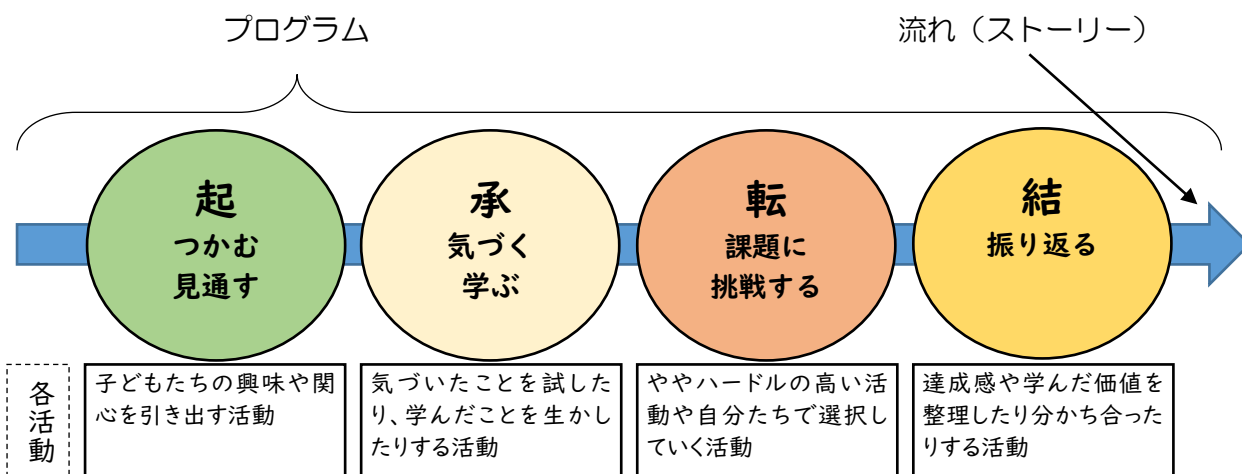 プログラム
流れ（ストーリー）
起
つかむ
見通す
承
気づく
学ぶ
転
課題に
挑戦する
結
振り返る
各活動
子どもたちの興味や関
心を引き出す活動
気づいたことを試した
り、学んだことを生かし
たりする活動
ややハードルの高い活
動や自分たちで選択し
ていく活動
達成感や学んだ価値を
整理したり分かち合った
りする活動